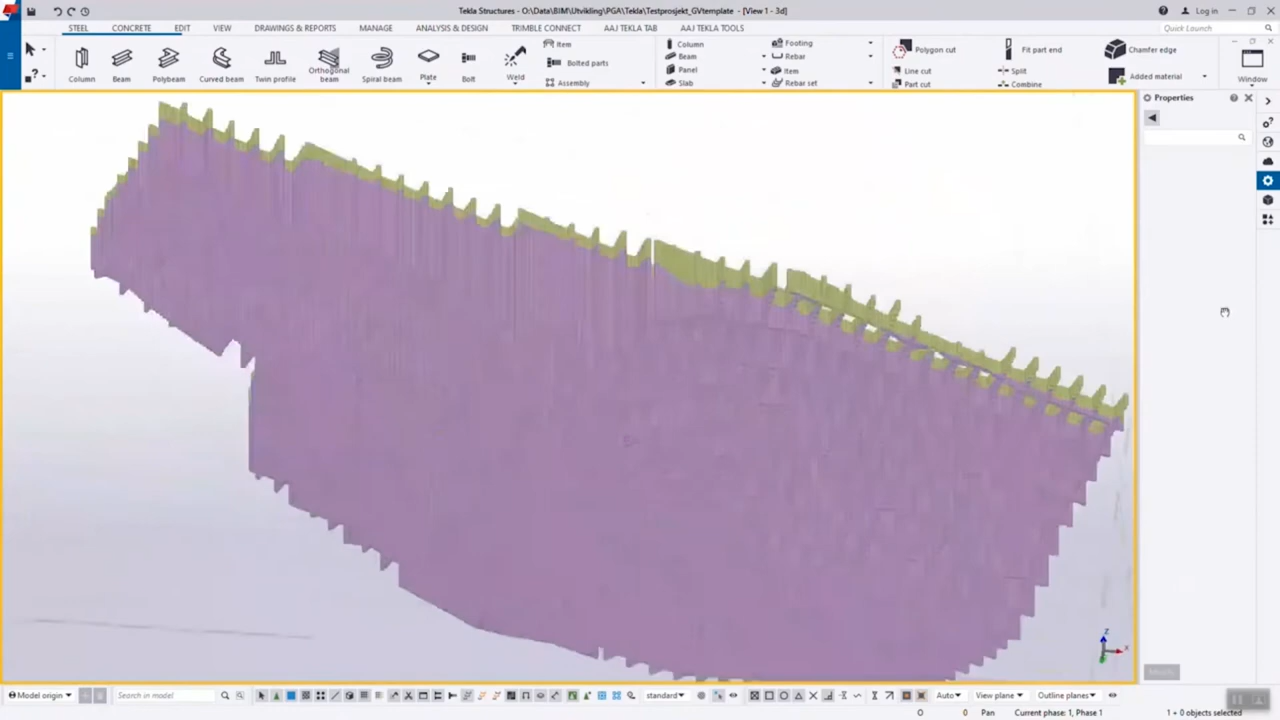 Tekla Structures - O:\Data\BIM\Utvikling\PGA\Tekla\Testprosjekt_GVtemplate - [View 1 - 3d]
Log in
STEEL CONCRETE EDIT VIEW DRAWINGS & REPORTS MANAGE ANALYSIS & DESIGN TRIMBLE CONNECT AAJ TEKLA TAB AAJ TEKLA TOOLS
Quick Launch
Column
Beam
Polybeam
Curved beam
Twin profile
Orthogonal
beam
Spiral beam
Plate
Bolt
Weld
Item
Bolted parts
Assembly
Column
Beam
Panel
Slab
Footing
Rebar
Item
Rebar set
Polygon cut
Line cut
Part cut
Fit part end
Split
Combine
Chamfer edge
Added material
Window
Properties
Z
x
Modify
Model origin
Search in model
standard
Auto
View plane
Outline planes
O
0
Pan
Current phase: 1, Phase 1
1 + 0 objects selected